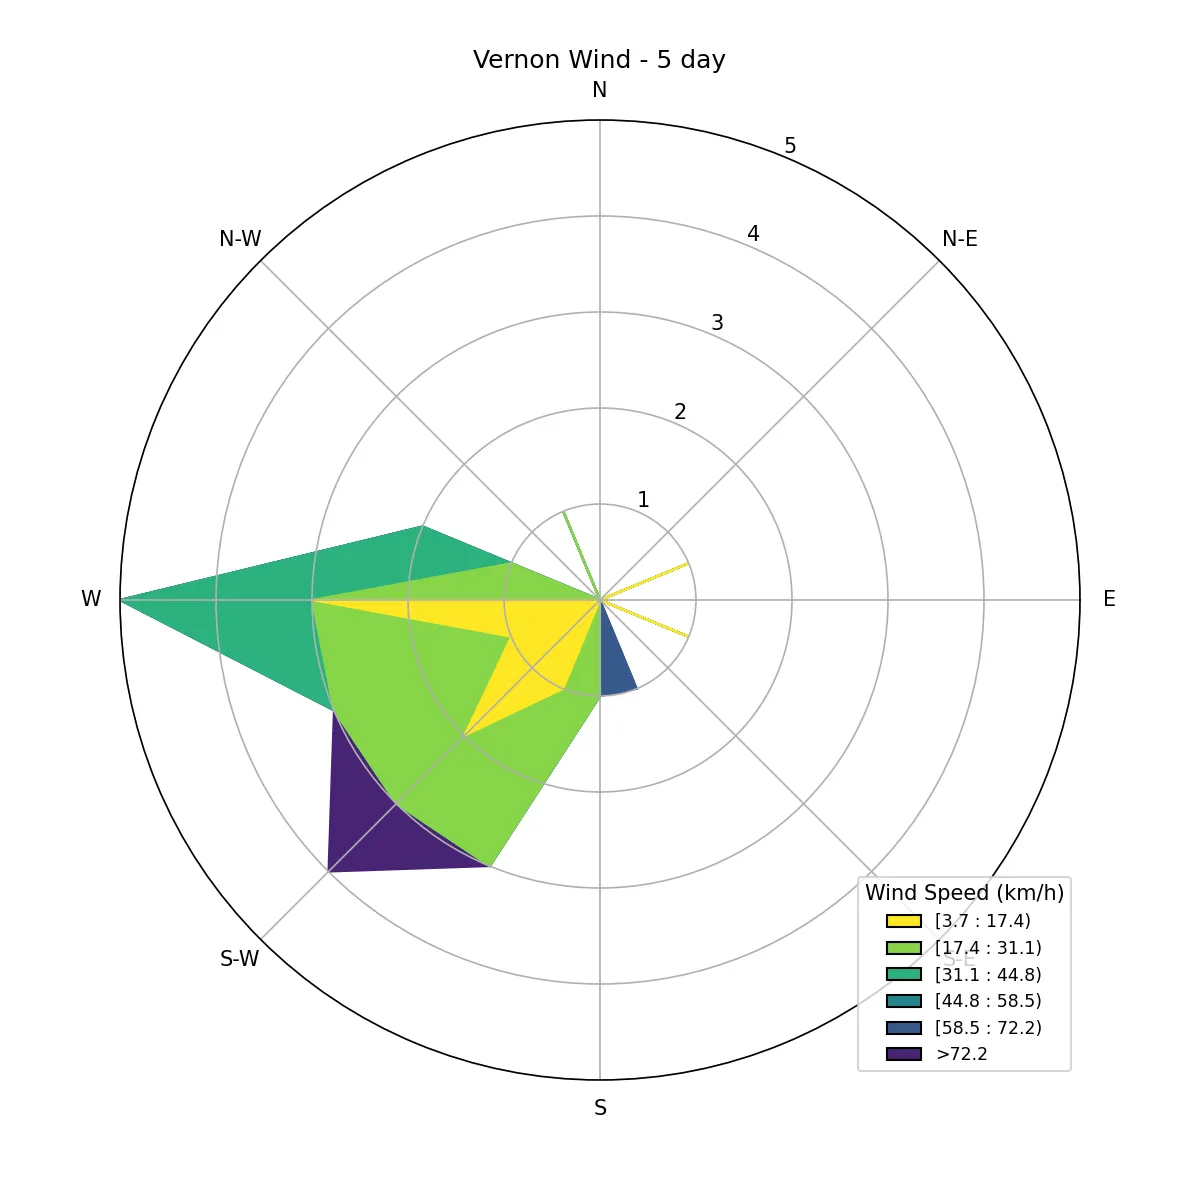 Vernon Wind - 5 day
N
5
N-W
N-E
4
3
2
1
W
E
S-W
S-E
S
Wind Speed (km/h)
[3.7 : 17.4)
[17.4 : 31.1)
[31.1 : 44.8)
[44.8 : 58.5)
[58.5 : 72.2)
>72.2